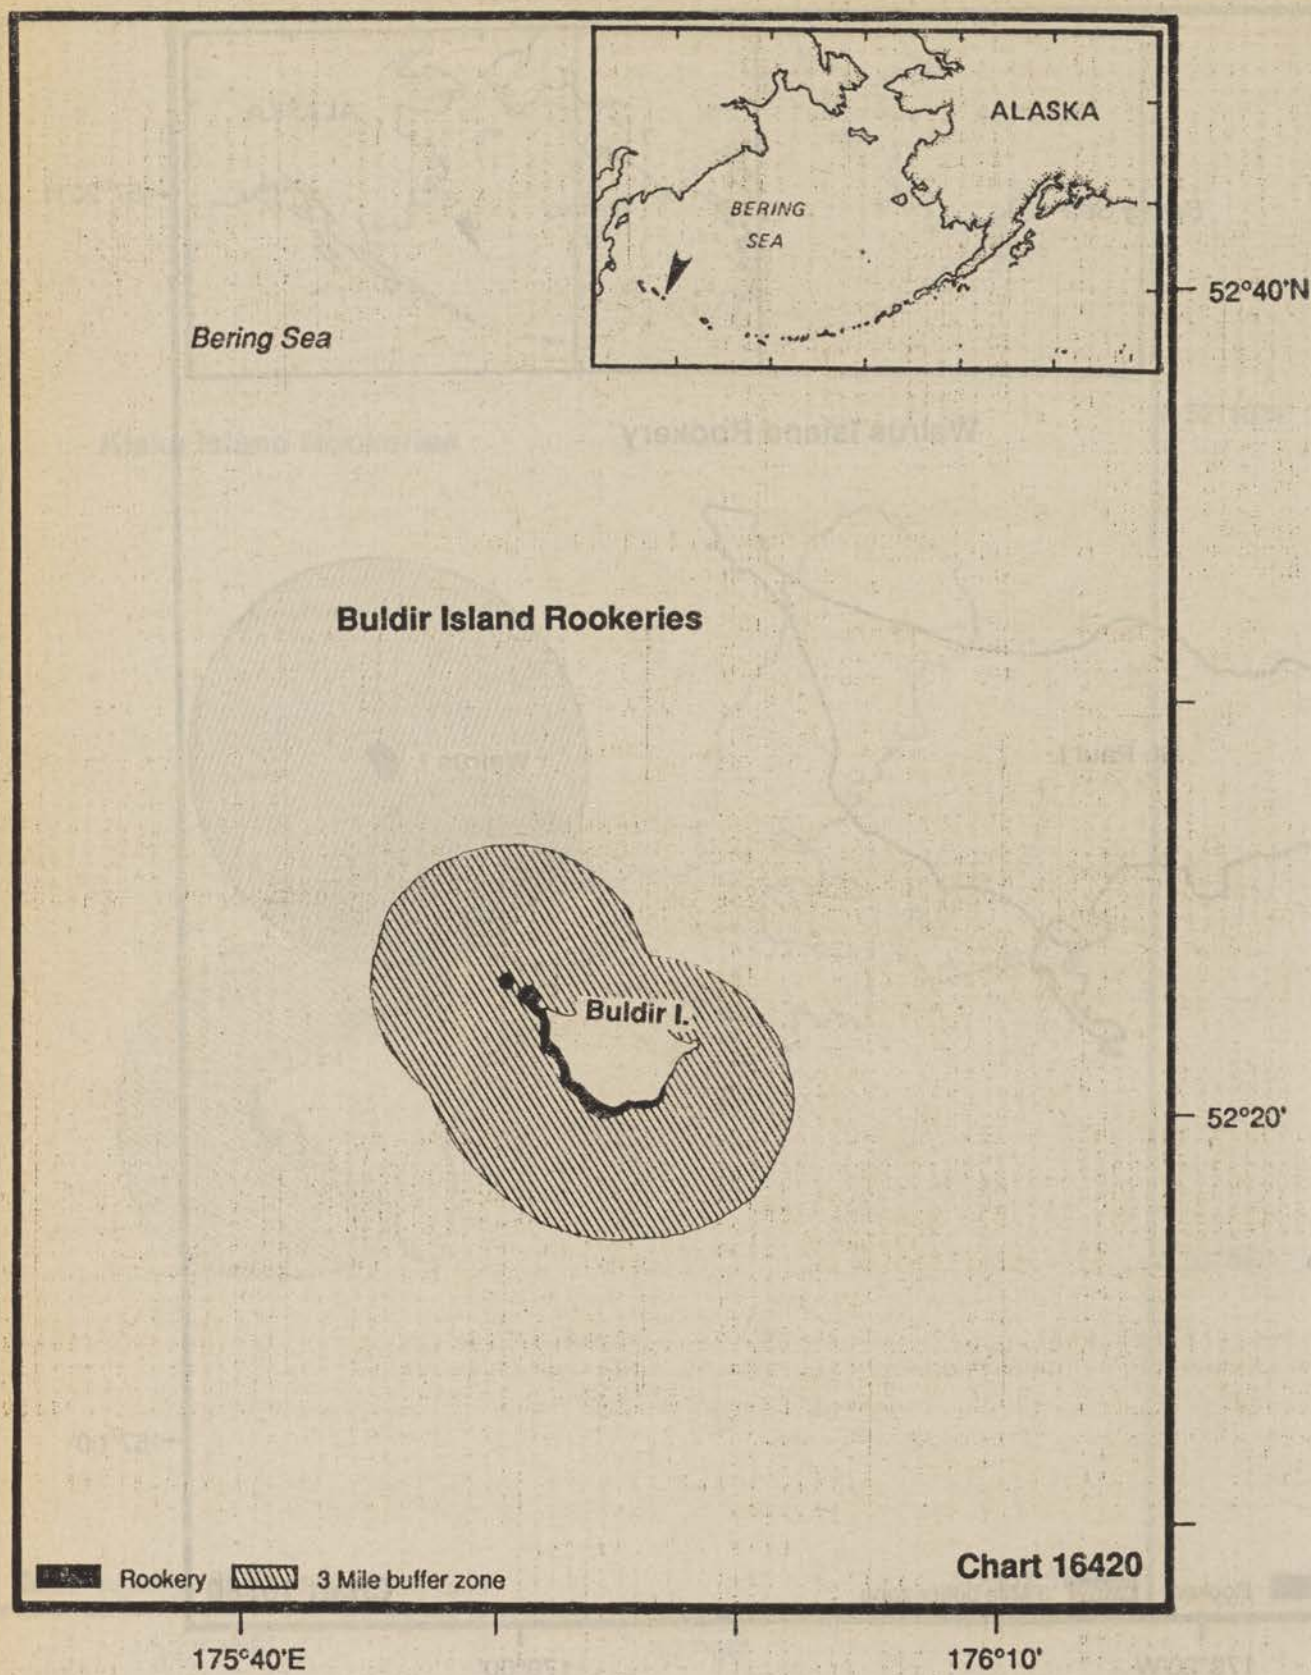 ALASKA
BERING
SEA
52°40'N
Bering Sea
Buldir Island Rookeries
Buldir I.
52°20'
Chart 16420
Rookery 3 Mile buffer zone
175°40'E 176°10'